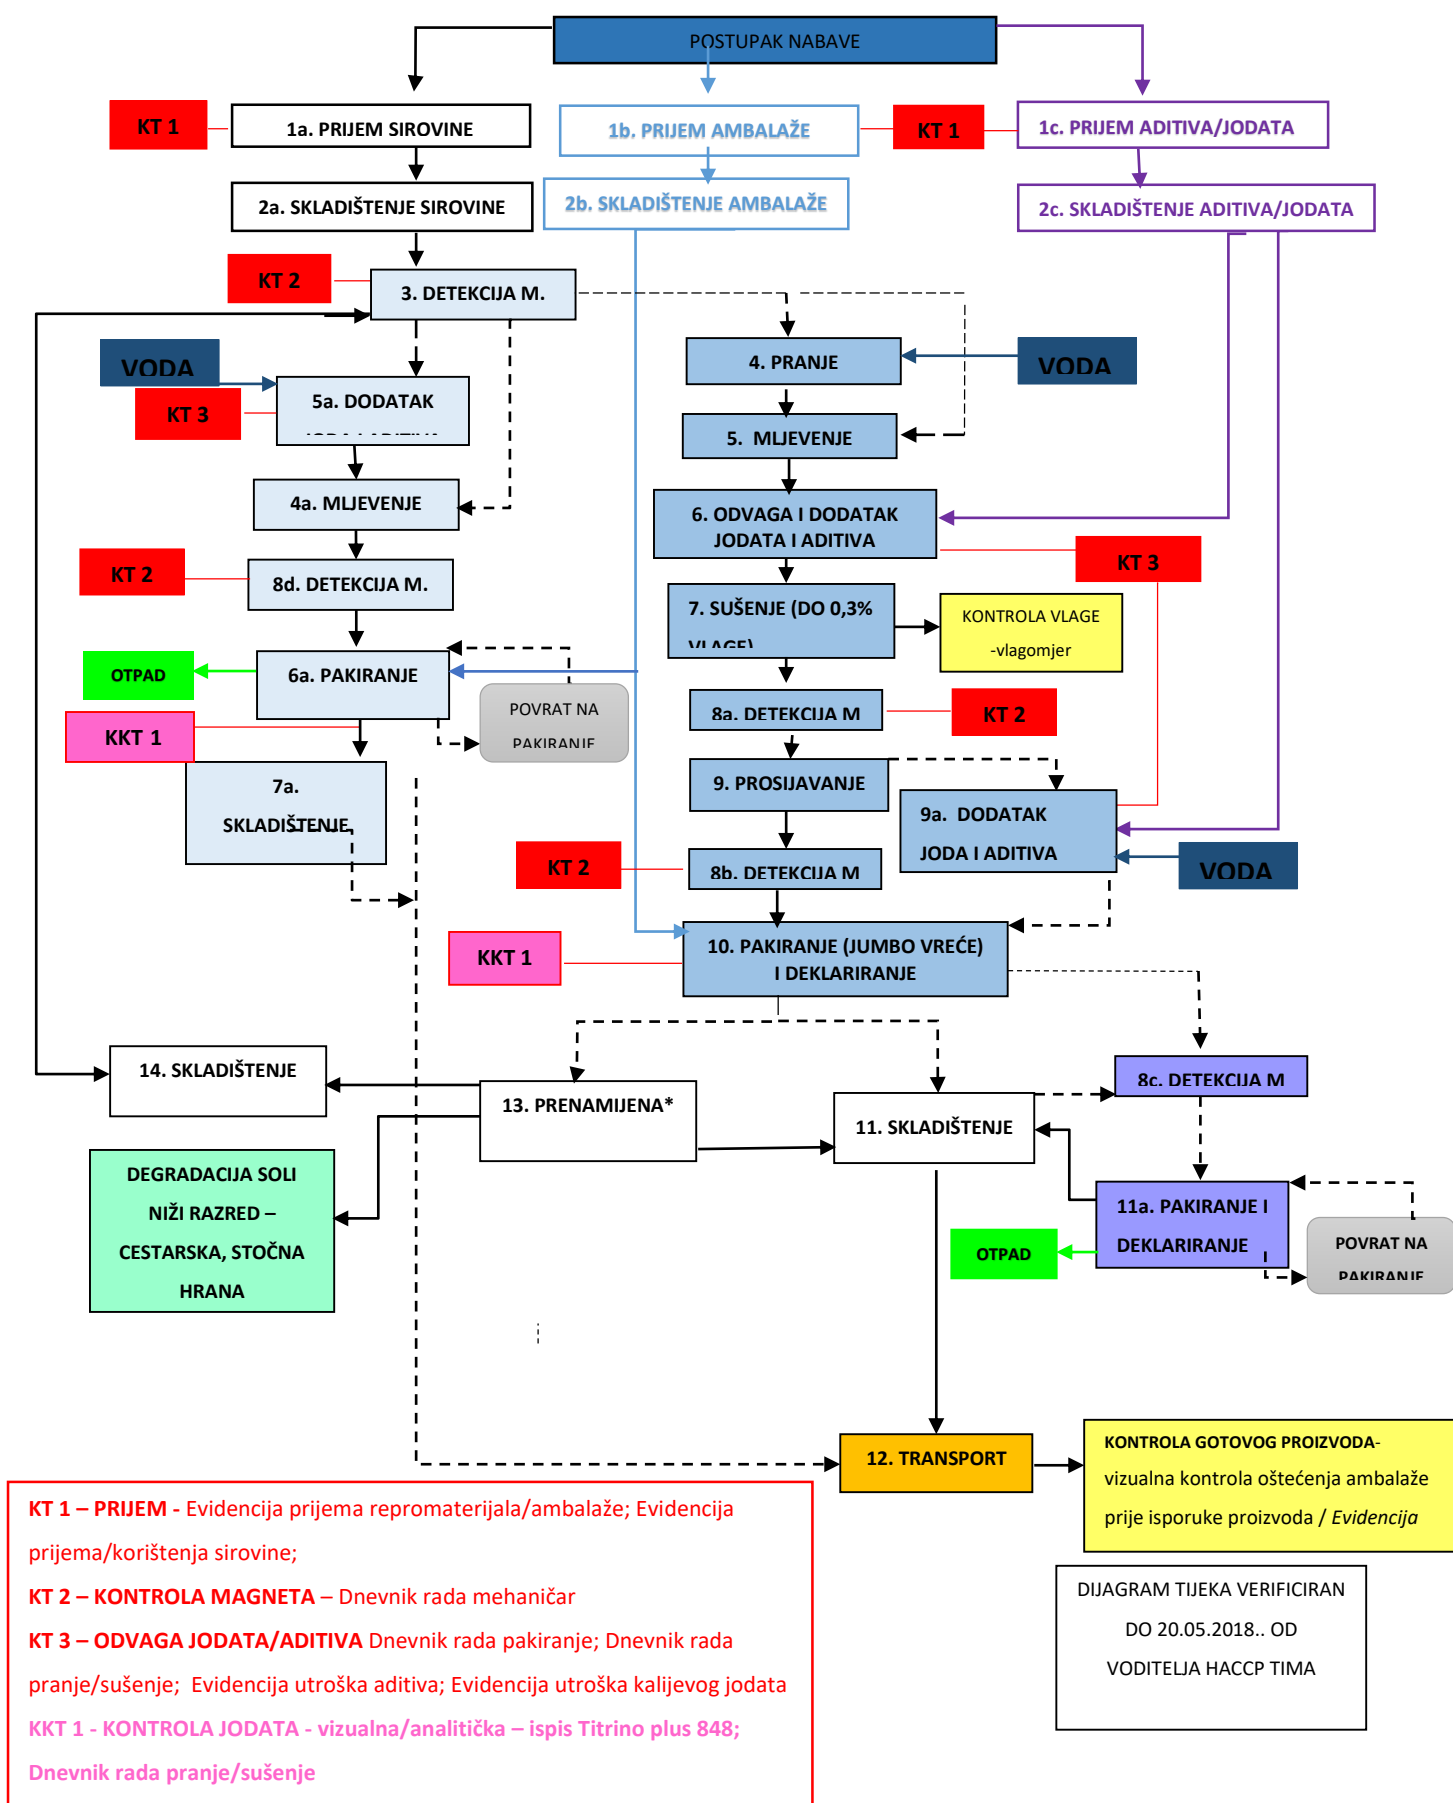 POSTUPAK NABAVE
KT 1
1a. PRIJEM SIROVINE
1b. PRIJEM AMBALAŽE
KT 1
1c. PRIJEM ADITIVA/JODATA
2a. SKLADIŠTENJE SIROVINE
2b. SKLADIŠTENJE AMBALAŽE
2c. SKLADIŠTENJE ADITIVA/JODATA
KT 2
3. DETEKCIJA M.
VODA
4. PRANJE
VODA
KT 3
5a. DODATAK
JODA I ADITIVA
5. MLJEVENJE
4a. MLJEVENJE
6. ODVAGA I DODATAK
JODATA I ADITIVA
KT 2
8d. DETEKCIJA M.
KT 3
7. SUŠENJE (DO 0,3%
VLAGE)
KONTROLA VLAGE
-vlagomjer
OTPAD
6a. PAKIRANJE
POVRAT NA
PAKIRANJE
8a. DETEKCIJA M
KT 2
KKT 1
7a.
SKLADIŠTENJE
9. PROSIJAVANJE
9a. DODATAK
JODA I ADITIVA
KT 2
8b. DETEKCIJA M
VODA
KKT 1
10. PAKIRANJE (JUMBO VREĆE)
I DEKLARIRANJE
14. SKLADIŠTENJE
13. PRENAMIJENA*
11. SKLADIŠTENJE
8c. DETEKCIJA M
DEGRADACIJA SOLI
NIŽI RAZRED –
CESTARSKA, STOČNA
HRANA
11a. PAKIRANJE I
DEKLARIRANJE
OTPAD
POVRAT NA
PAKIRANJE
12. TRANSPORT
KONTROLA GOTOVOG PROIZVODA-
vizualna kontrola oštećenja ambalaže
prije isporuke proizvoda / Evidencija
KT 1 – PRIJEM - Evidencija prijema repromaterijala/ambalaže; Evidencija
prijema/korištenja sirovine;
KT 2 – KONTROLA MAGNETA – Dnevnik rada mehaničar
KT 3 – ODVAGA JODATA/ADITIVA Dnevnik rada pakiranje; Dnevnik rada
pranje/sušenje; Evidencija utroška aditiva; Evidencija utroška kalijevog jodata
KKT 1 - KONTROLA JODATA - vizualna/analitička – ispis Titrino plus 848;
Dnevnik rada pranje/sušenje
DIJAGRAM TIJEKA VERIFICIRAN
DO 20.05.2018.. OD
VODITELJA HACCP TIMA